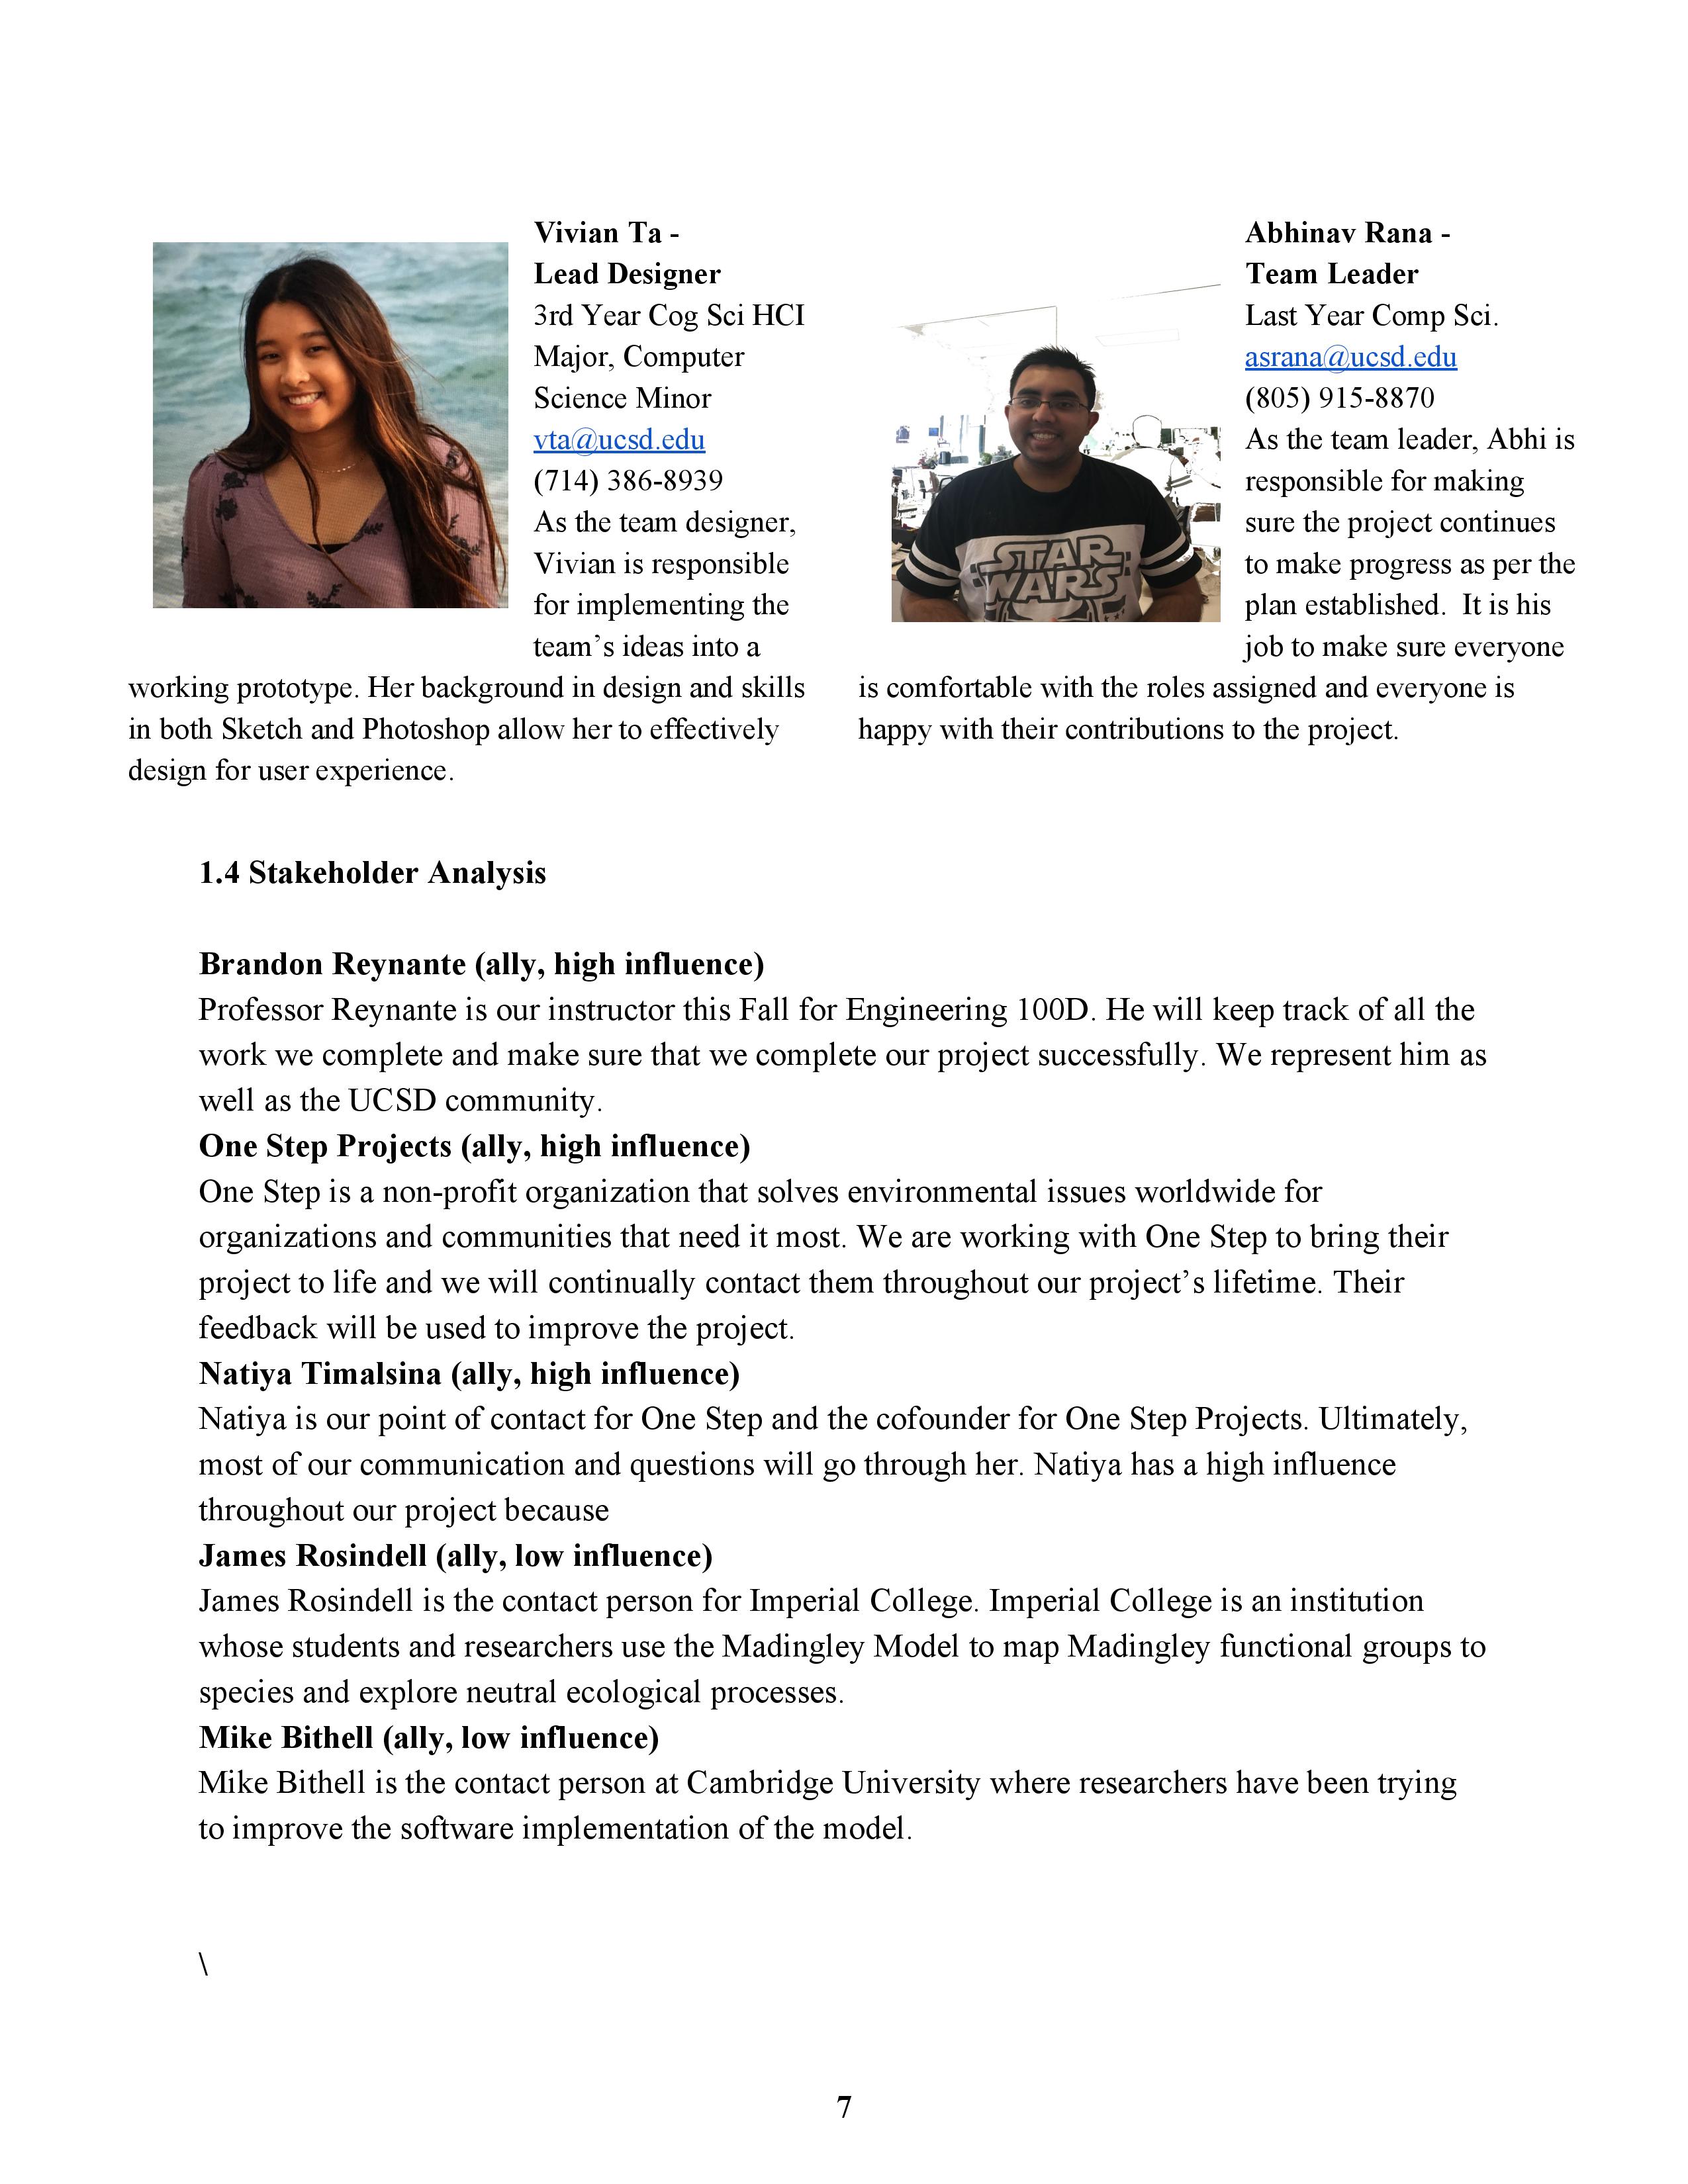 Vivian Ta -
Lead Designer
3rd Year Cog Sci HCI
Major, Computer
Science Minor
vta@ucsd.edu
(714) 386-8939
As the team designer,
Vivian is responsible
for implementing the
team’s ideas into a
working prototype. Her background in design and skills
in both Sketch and Photoshop allow her to effectively
design for user experience.
STAR
WARS
Abhinav Rana -
Team Leader
Last Year Comp Sci.
asrana@ucsd.edu
(805) 915-8870
As the team leader, Abhi is
responsible for making
sure the project continues
to make progress as per the
plan established.  It is his
job to make sure everyone
is comfortable with the roles assigned and everyone is
happy with their contributions to the project.
1.4 Stakeholder Analysis
Brandon Reynante (ally, high influence)
Professor Reynante is our instructor this Fall for Engineering 100D. He will keep track of all the
work we complete and make sure that we complete our project successfully. We represent him as
well as the UCSD community.
One Step Projects (ally, high influence)
One Step is a non-profit organization that solves environmental issues worldwide for
organizations and communities that need it most. We are working with One Step to bring their
project to life and we will continually contact them throughout our project’s lifetime. Their
feedback will be used to improve the project.
Natiya Timalsina (ally, high influence)
Natiya is our point of contact for One Step and the cofounder for One Step Projects. Ultimately,
most of our communication and questions will go through her. Natiya has a high influence
throughout our project because
James Rosindell (ally, low influence)
James Rosindell is the contact person for Imperial College. Imperial College is an institution
whose students and researchers use the Madingley Model to map Madingley functional groups to
species and explore neutral ecological processes.
Mike Bithell (ally, low influence)
Mike Bithell is the contact person at Cambridge University where researchers have been trying
to improve the software implementation of the model.
\
7